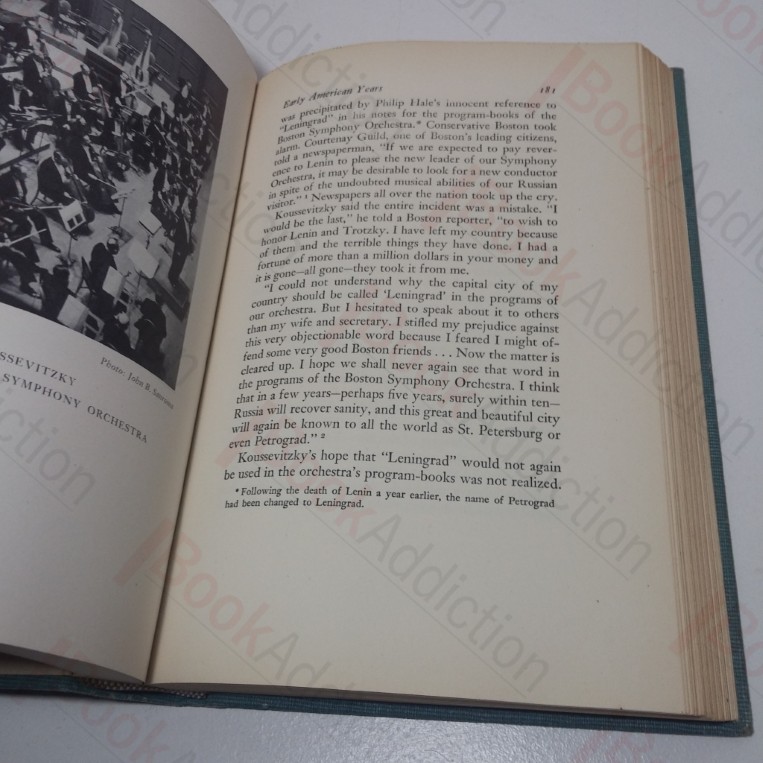 Photo: John B. Sanromá
SSEVITZKY
SYMPHONY ORCHESTRA
Early American Years 181
was precipitated by Philip Hale's innocent reference to
"Leningrad" in his notes for the program-books of the
Boston Symphony Orchestra.* Conservative Boston took
alarm. Courtenay Guild, one of Boston's leading citizens,
told a newspaperman, "If we are expected to pay rever-
ence to Lenin to please the new leader of our Symphony
Orchestra, it may be desirable to look for a new conductor
in spite of the undoubted musical abilities of our Russian
visitor." ¹ Newspapers all over the nation took up the cry.
Koussevitzky said the entire incident was a mistake. "I
would be the last," he told a Boston reporter, "to wish to
honor Lenin and Trotzky. I have left my country because
of them and the terrible things they have done. I had a
fortune of more than a million dollars in your money and
it is gone—all gone—they took it from me.
"I could not understand why the capital city of my
country should be called 'Leningrad' in the programs of
our orchestra. But I hesitated to speak about it to others
than my wife and secretary. I stifled my prejudice against
this very objectionable word because I feared I might of-
fend some very good Boston friends . . . Now the matter is
cleared up. I hope we shall never again see that word in
the programs of the Boston Symphony Orchestra. I think
that in a few years—perhaps five years, surely within ten—
Russia will recover sanity, and this great and beautiful city
will again be known to all the world as St. Petersburg or
even Petrograd." ²
Koussevitzky's hope that "Leningrad" would not again
be used in the orchestra's program-books was not realized.
* Following the death of Lenin a year earlier, the name of Petrograd
had been changed to Leningrad.
BookAddiction